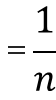 = 1/n